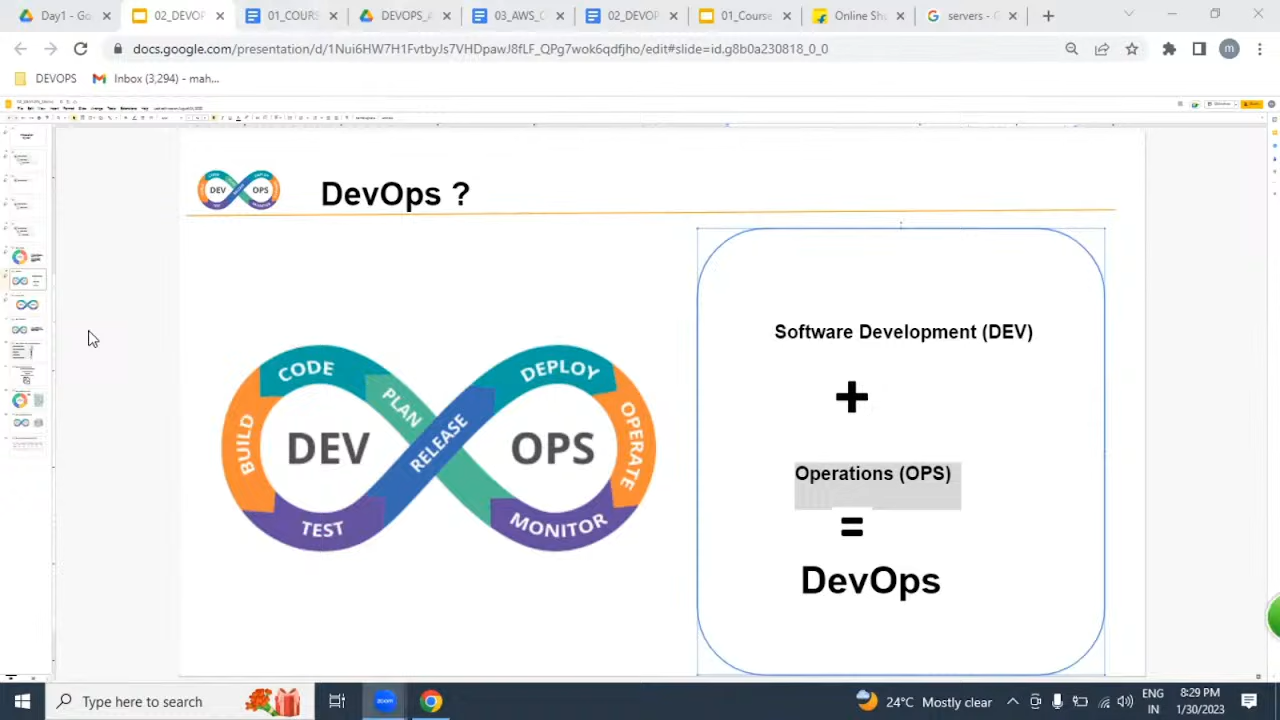 Day1 - Go
02_DEVOP
01_COURS
DEVOPS_A
03_AWS_C
02_DEVOP
01_Course
Online Sh
servers - G
docs.google.com/presentation/d/1Nui6HW7H1FvtbyJs7VHDpawJ8fLF_QPg7wok6qdfjho/edit#slide=id.g8b0a230818_0_0
m
DEVOPS
Inbox (3,294) - mah...
DEV OPS
DevOps ?
Software Development (DEV)
+
CODE
PLAN
BUILD
DEV
TEST
RELEASE
DEPLOY
OPERATE
OPS
MONITOR
Operations (OPS)
=
DevOps
Type here to search
zoom
24°C Mostly clear
ENG
IN
8:29 PM
1/30/2023